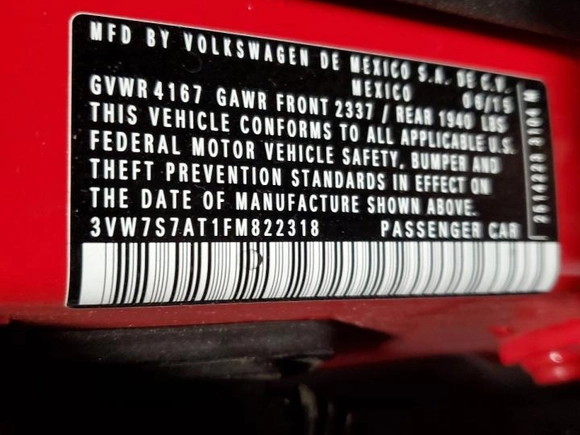 MFD BY VOLKSWAGEN DE MEXICO S.A. DE C.V.
MEXICO 06/15
GVWR 4167 GAWR FRONT 2337 / REAR 1940 LBS
THIS VEHICLE CONFORMS TO ALL APPLICABLE U.S.
FEDERAL MOTOR VEHICLE SAFETY, BUMPER AND
THEFT PREVENTION STANDARDS IN EFFECT ON
THE DATE OF MANUFACTURE SHOWN ABOVE.
3VW7S7AT1FM822318 PASSENGER CAR